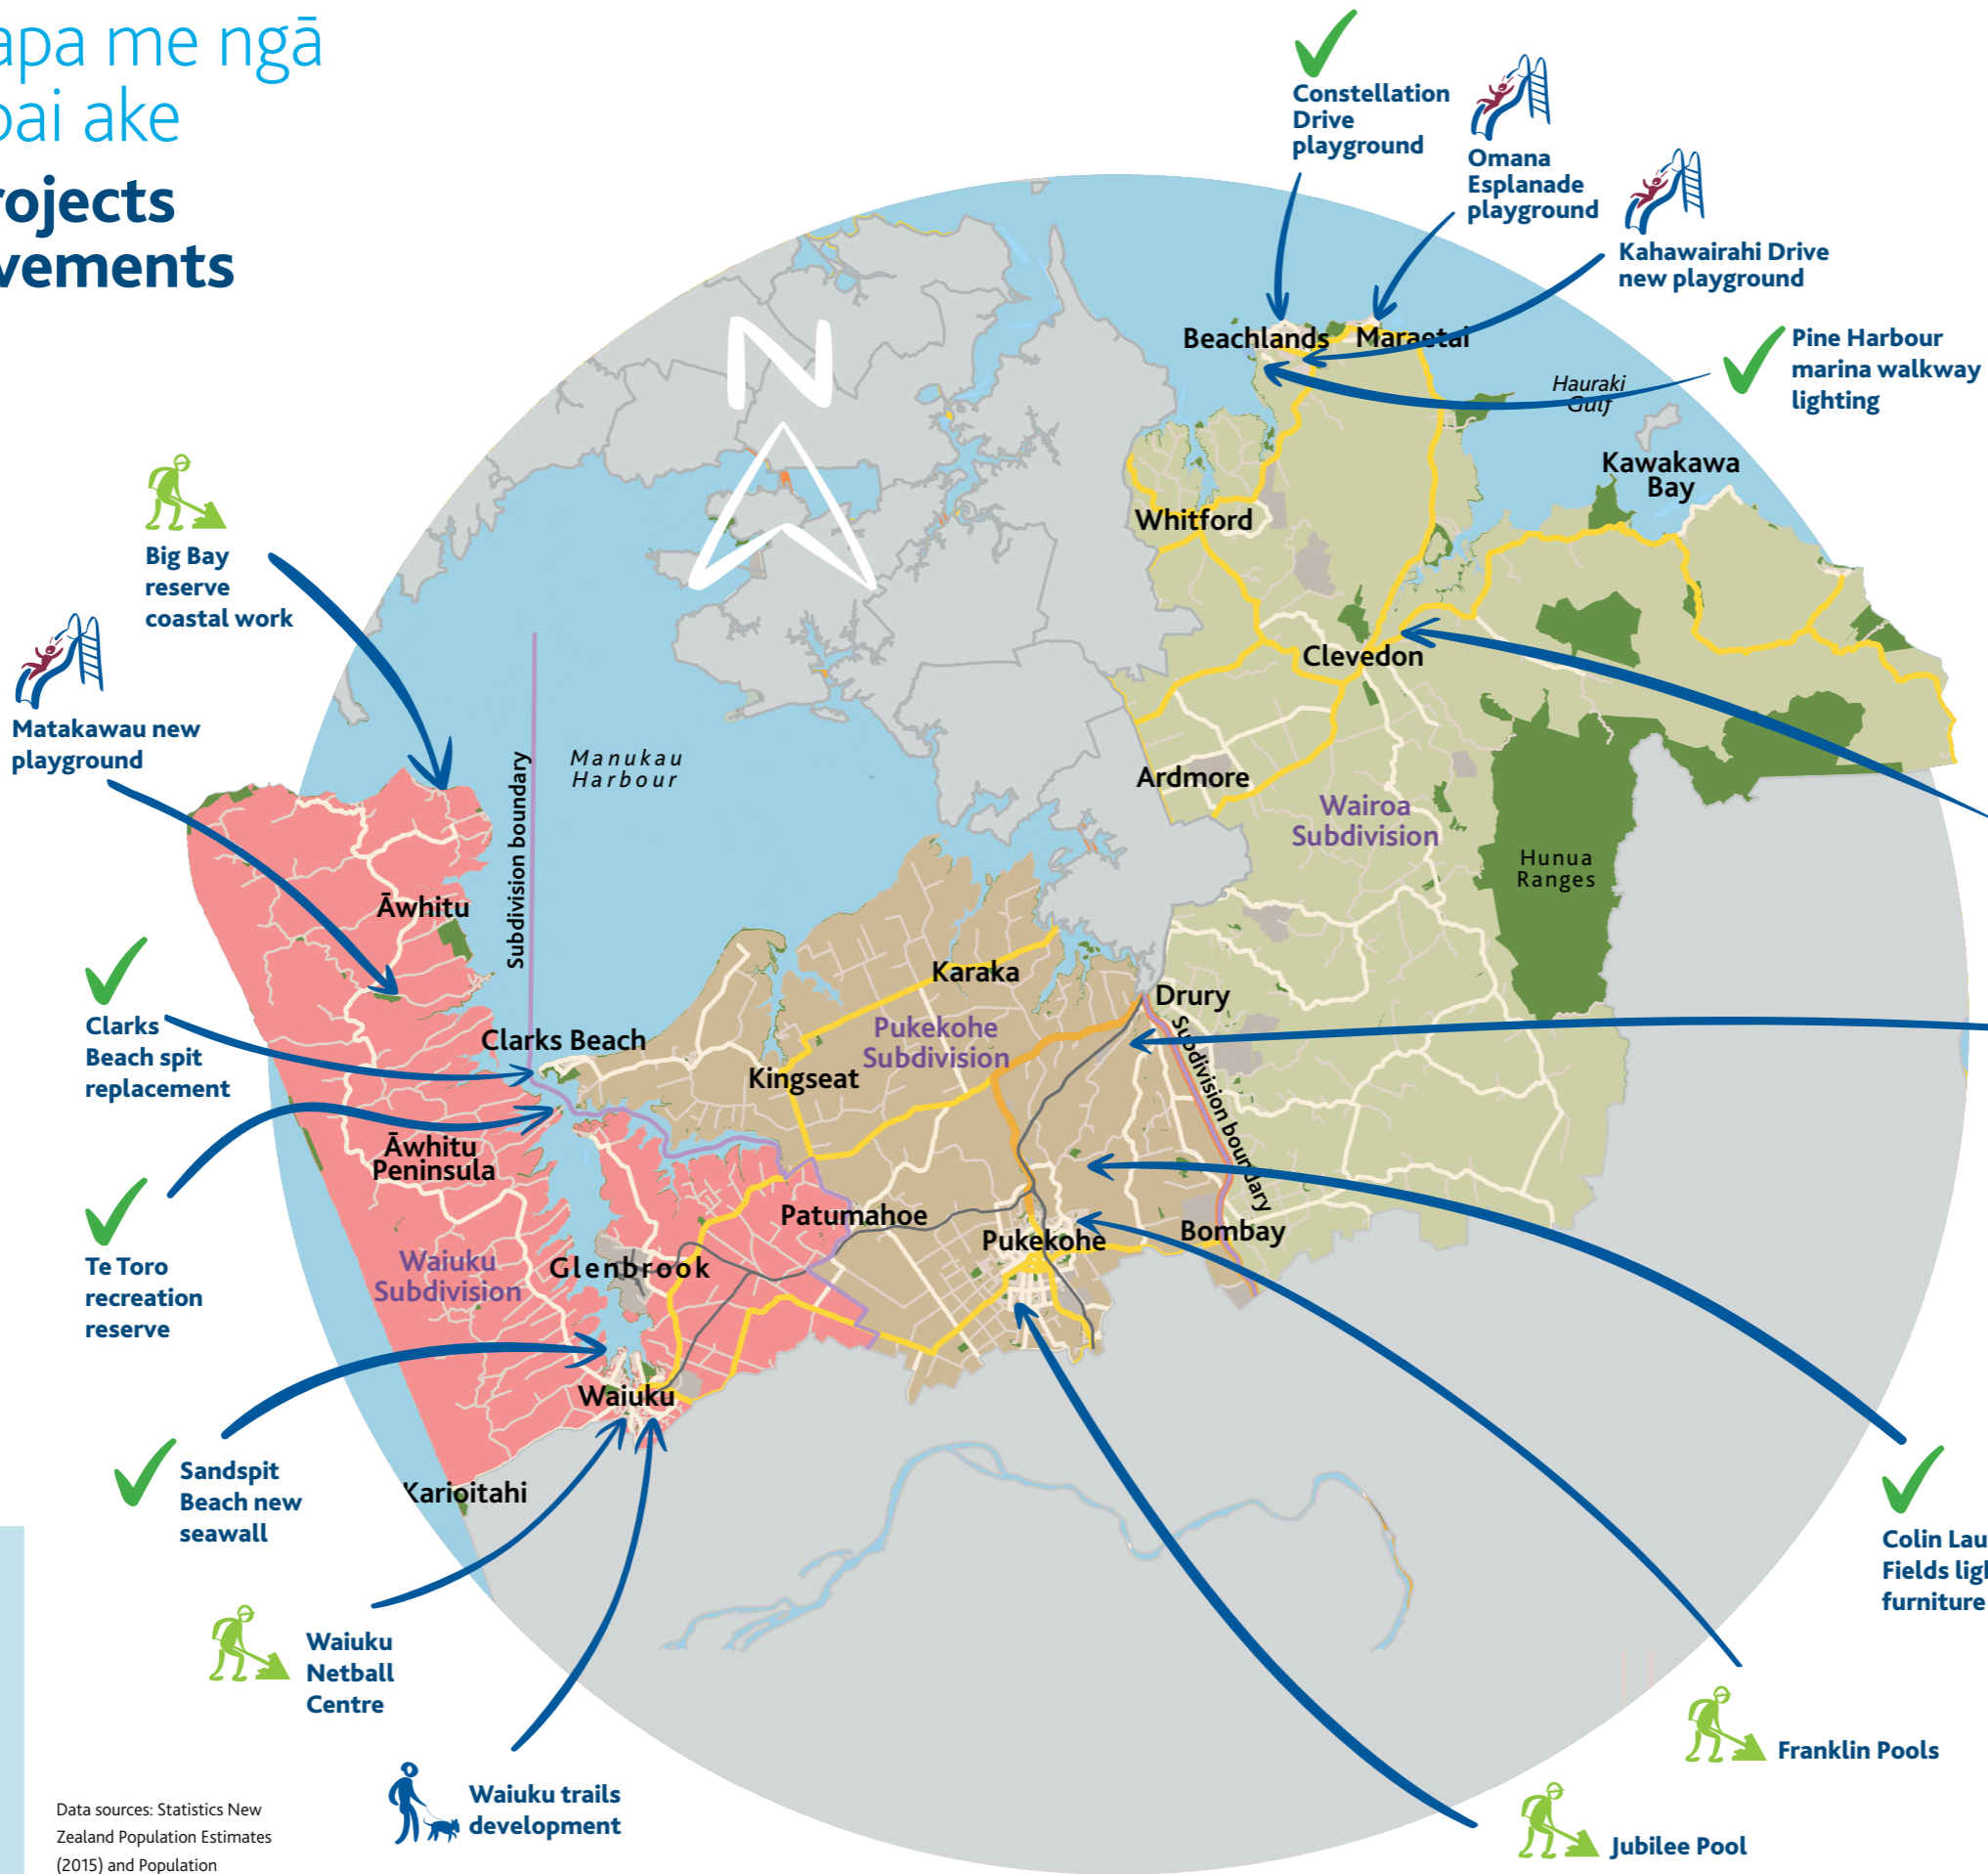 apa me ngā
pai ake
rojects
vements
Constellation
Drive
playground
Omana
Esplanade
playground
Kahawairahi Drive
new playground
Pine Harbour
marina walkway
lighting
Beachlands
Maraetai
Hauraki
Gulf
Kawakawa
Bay
Whitford
N
Big Bay
reserve
coastal work
Clevedon
Matakawau new
playground
Subdivision boundary
Manukau
Harbour
Ardmore
Wairoa
Subdivision
Hunua
Ranges
Āwhitu
Karaka
Drury
Clarks
Beach spit
replacement
Clarks Beach
Pukekohe
Subdivision
Kingseat
Subdivision boundary
Āwhitu
Peninsula
Patumahoe
Pukekohe
Bombay
Te Toro
recreation
reserve
Waiuku
Subdivision
Glenbrook
Waiuku
Sandspit
Beach new
seawall
Karioitahi
Colin Lau
Fields ligh
furniture
Waiuku
Netball
Centre
Franklin Pools
Waiuku trails
development
Jubilee Pool
Data sources: Statistics New
Zealand Population Estimates
(2015) and Population